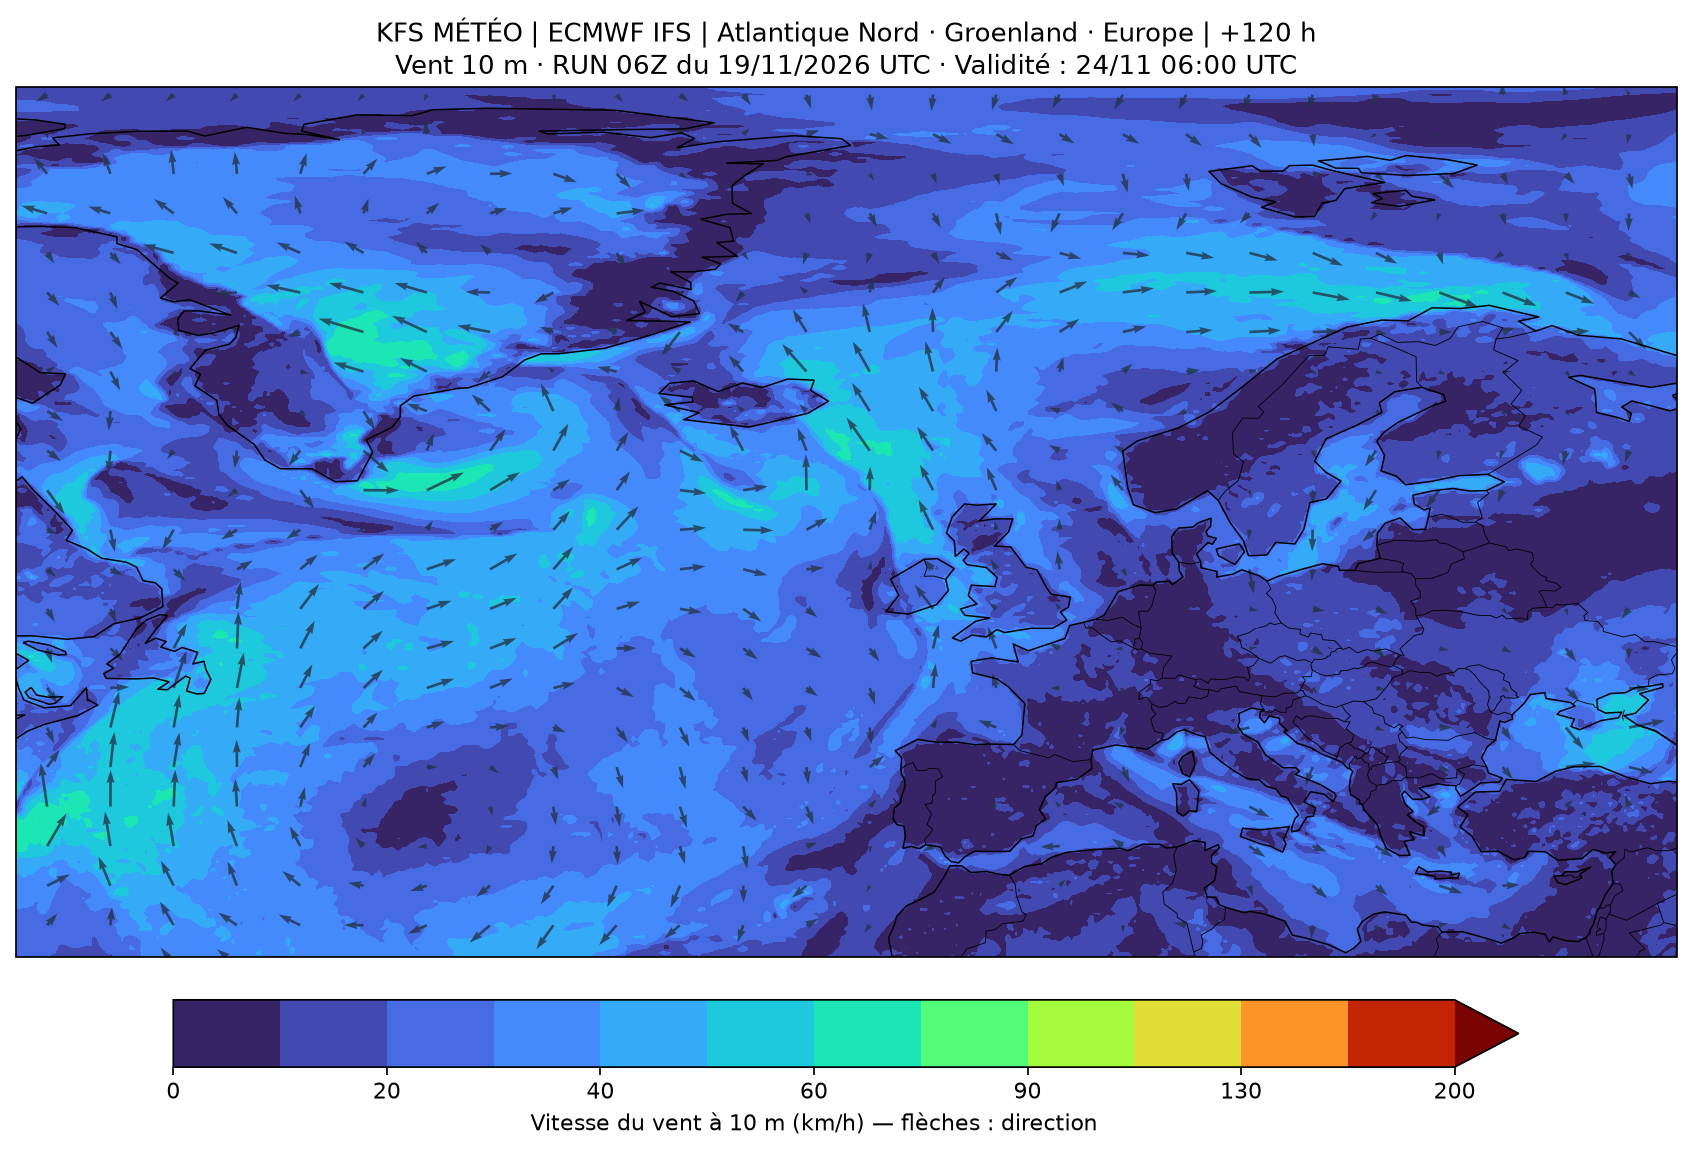 KFS MÉTÉO | ECMWF IFS | Atlantique Nord · Groenland · Europe | +120 h
Vent 10 m · RUN 06Z du 19/11/2026 UTC · Validité : 24/11 06:00 UTC
0 20 40 60 90 130 200
Vitesse du vent à 10 m (km/h) — flèches : direction